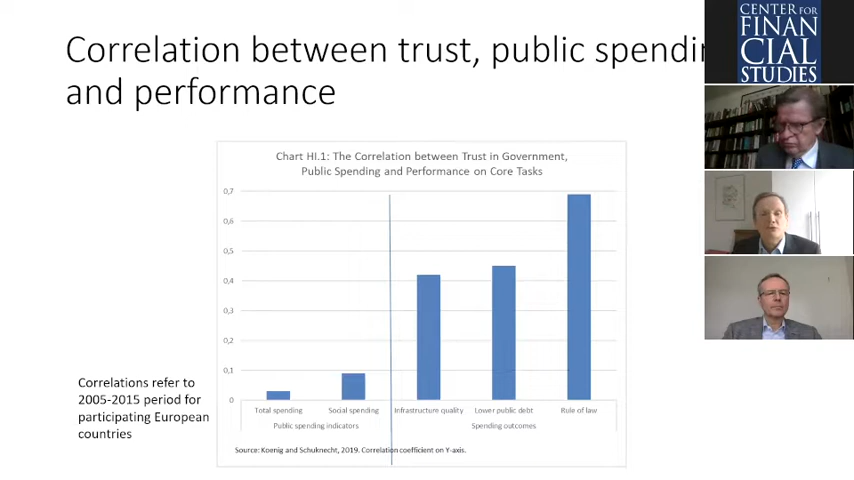 Correlation between trust, public spendin
and performance
CENTER FOR
FINAN
CIAL
STUDIES
Chart HI.1: The Correlation between Trust in Government,
Public Spending and Performance on Core Tasks
0,7
0,6
0,5
0,4
0,3
0,2
0,1
0
Total spending Social spending Infrastructure quality Lower public debt Rule of law
Public spending indicators Spending outcomes
Source: Koenig and Schuknecht, 2019. Correlation coefficient on Y-axis.
Correlations refer to
2005-2015 period for
participating European
countries